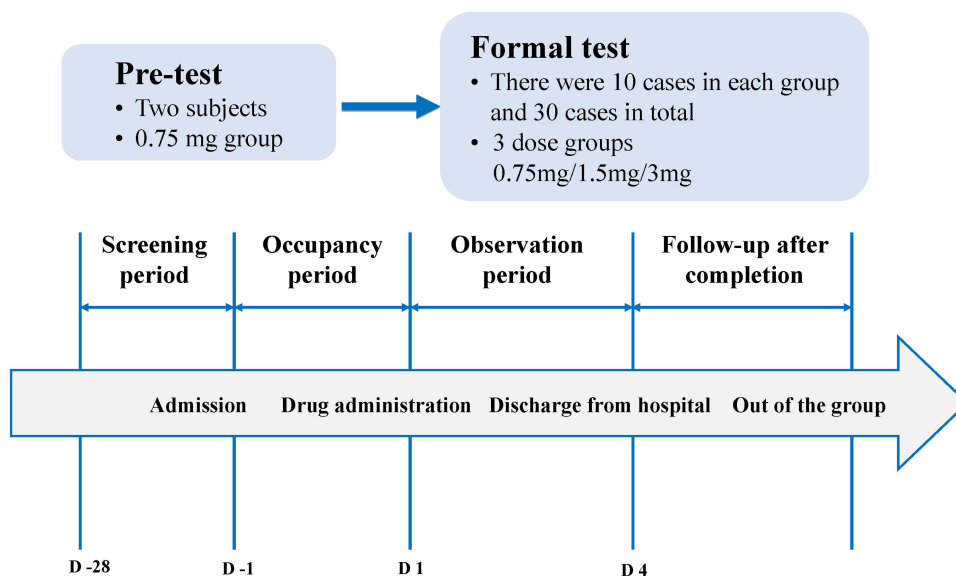 Pre-test
• Two subjects
• 0.75 mg group
Formal test
• There were 10 cases in each group
and 30 cases in total
• 3 dose groups
0.75mg/1.5mg/3mg
Screening
period
Occupancy
period
Observation
period
Follow-up after
completion
Admission
Drug administration
Discharge from hospital
Out of the group
D -28
D -1
D 1
D 4